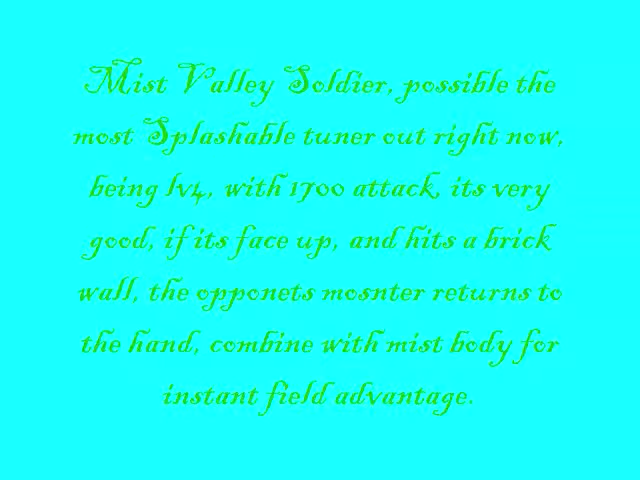 Mist Valley Soldier, possible the
most Splashable tuner out right now,
being lv4, with 1700 attack, its very
good, if its face up, and hits a brick
wall, the opponets mosnter returns to
the hand, combine with mist body for
instant field advantage.